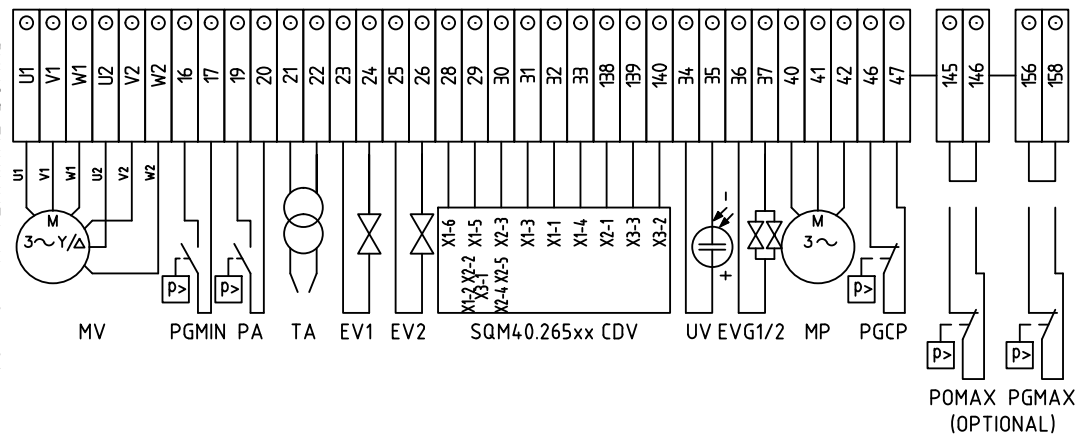 U1 V1 W1 U2 V2 W2 16 17 19 20 21 22 23 24 25 26 28 29 30 31 32 33 138 139 140 34 35 36 37 40 41 42 46 47 145 146 156 158
U1 V1 W1 U2 V2 W2
M
3~ Y/Δ
P>
P>
X1-6 X1-5 X2-3 X1-3 X1-1 X1-4 X2-1 X3-3 X3-2
X1-2 X2-2
X3-1
X2-4 X2-5
-
+
M
3~
P>
MV PGMIN PA TA EV1 EV2 SQM40.265xx CDV UV EVG1/2 MP PGCP
P>
P>
POMAX PGMAX
(OPTIONAL)